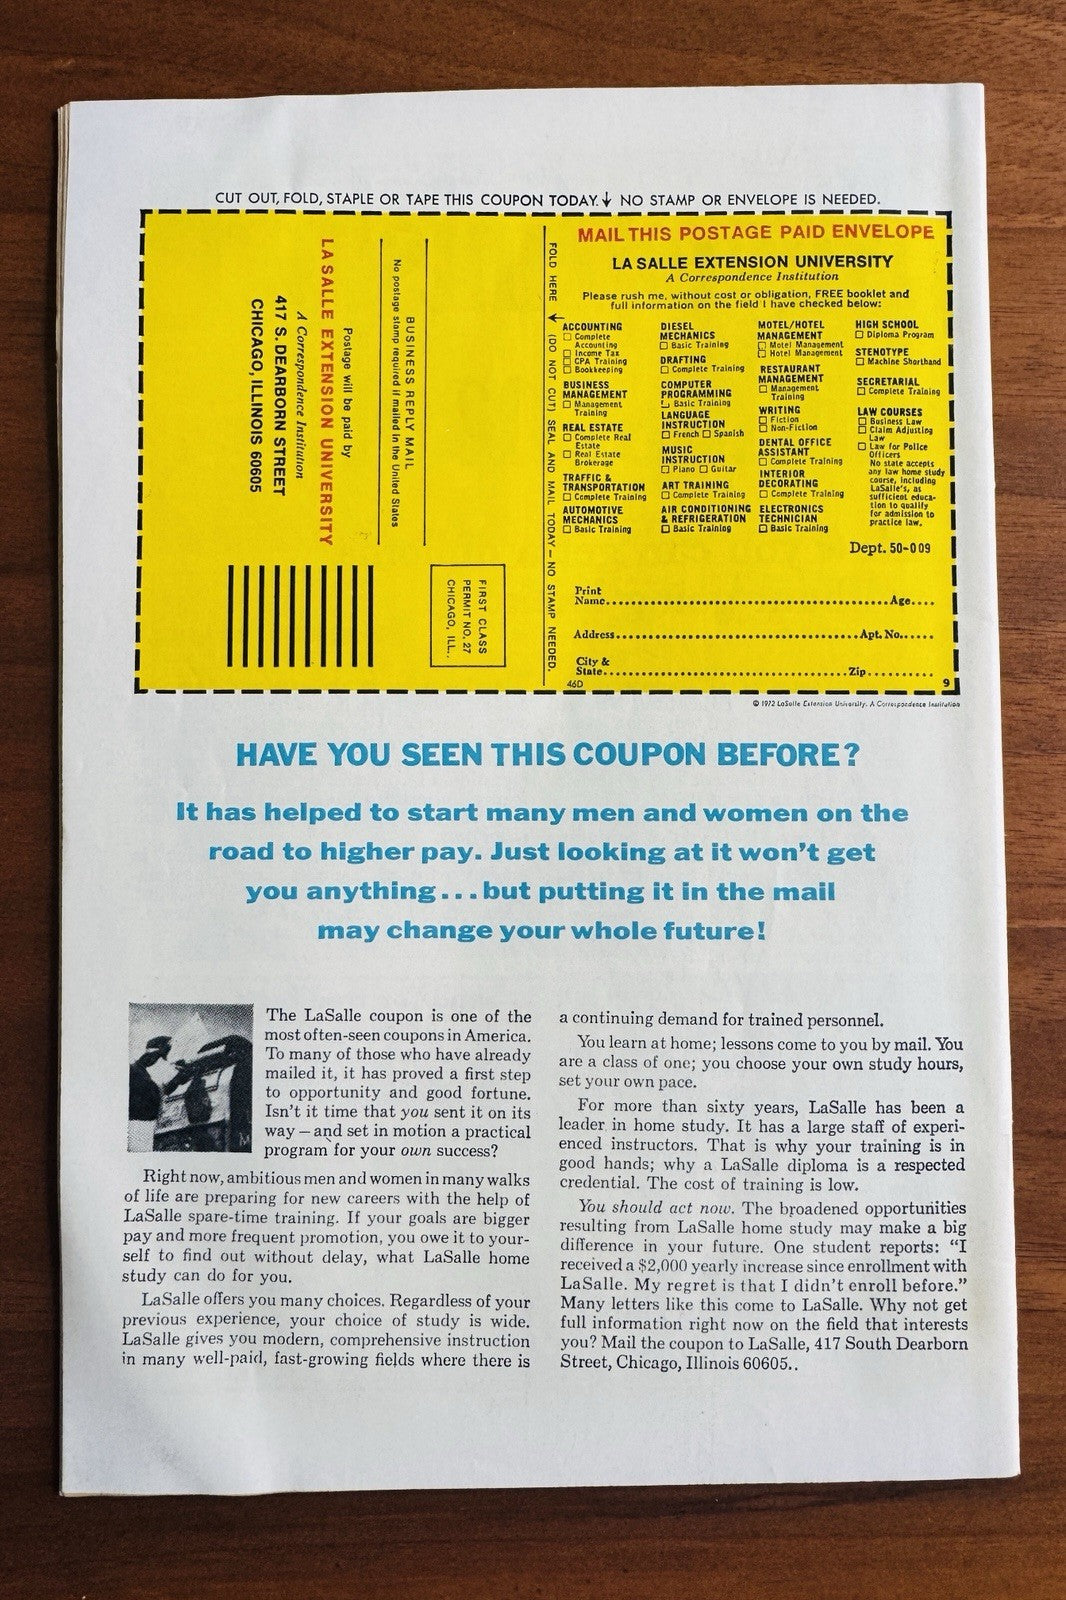 CUT OUT, FOLD, STAPLE OR TAPE THIS COUPON TODAY. ↓ NO STAMP OR ENVELOPE IS NEEDED.
BUSINESS REPLY MAIL
No postage stamp required if mailed in the United States
Postage will be paid by
LA SALLE EXTENSION UNIVERSITY
A Correspondence Institution
417 S. DEARBORN STREET
CHICAGO, ILLINOIS 60605
FIRST CLASS
PERMIT NO. 27
CHICAGO, ILL.
FOLD HERE ← (DO NOT CUT) SEAL AND MAIL TODAY – NO STAMP NEEDED.
MAIL THIS POSTAGE PAID ENVELOPE
LA SALLE EXTENSION UNIVERSITY
A Correspondence Institution
Please rush me, without cost or obligation, FREE booklet and
full information on the field I have checked below:
ACCOUNTING
□ Complete
Accounting
□ Income Tax
□ CPA Training
□ Bookkeeping
BUSINESS
MANAGEMENT
□ Management
Training
REAL ESTATE
□ Complete Real
Estate
□ Real Estate
Brokerage
TRAFFIC &
TRANSPORTATION
□ Complete Training
AUTOMOTIVE
MECHANICS
□ Basic Training
DIESEL
MECHANICS
□ Basic Training
DRAFTING
□ Complete Training
COMPUTER
PROGRAMMING
□ Basic Training
LANGUAGE
INSTRUCTION
□ French □ Spanish
MUSIC
INSTRUCTION
□ Piano □ Guitar
ART TRAINING
□ Complete Training
AIR CONDITIONING
& REFRIGERATION
□ Basic Training
MOTEL/HOTEL
MANAGEMENT
□ Motel Management
□ Hotel Management
RESTAURANT
MANAGEMENT
□ Management
Training
WRITING
□ Fiction
□ Non-Fiction
DENTAL OFFICE
ASSISTANT
□ Complete Training
INTERIOR
DECORATING
□ Complete Training
ELECTRONICS
TECHNICIAN
□ Basic Training
HIGH SCHOOL
□ Diploma Program
STENOTYPE
□ Machine Shorthand
SECRETARIAL
□ Complete Training
LAW COURSES
□ Business Law
□ Claim Adjusting
Law
□ Law for Police
Officers
No state accepts
any law home study
course, including
LaSalle's, as
sufficient educa-
tion to qualify
for admission to
practice law.
Dept. 50-009
Print
Name.....Age....
Address.....Apt. No......
City &
State.....Zip..........
46D 9
© 1972 LaSalle Extension University. A Correspondence Institution
HAVE YOU SEEN THIS COUPON BEFORE?
It has helped to start many men and women on the
road to higher pay. Just looking at it won't get
you anything...but putting it in the mail
may change your whole future!
The LaSalle coupon is one of the
most often-seen coupons in America.
To many of those who have already
mailed it, it has proved a first step
to opportunity and good fortune.
Isn't it time that you sent it on its
way – and set in motion a practical
program for your own success?
Right now, ambitious men and women in many walks
of life are preparing for new careers with the help of
LaSalle spare-time training. If your goals are bigger
pay and more frequent promotion, you owe it to your-
self to find out without delay, what LaSalle home
study can do for you.
LaSalle offers you many choices. Regardless of your
previous experience, your choice of study is wide.
LaSalle gives you modern, comprehensive instruction
in many well-paid, fast-growing fields where there is
a continuing demand for trained personnel.
You learn at home; lessons come to you by mail. You
are a class of one; you choose your own study hours,
set your own pace.
For more than sixty years, LaSalle has been a
leader in home study. It has a large staff of experi-
enced instructors. That is why your training is in
good hands; why a LaSalle diploma is a respected
credential. The cost of training is low.
You should act now. The broadened opportunities
resulting from LaSalle home study may make a big
difference in your future. One student reports: "I
received a $2,000 yearly increase since enrollment with
LaSalle. My regret is that I didn't enroll before."
Many letters like this come to LaSalle. Why not get
full information right now on the field that interests
you? Mail the coupon to LaSalle, 417 South Dearborn
Street, Chicago, Illinois 60605..